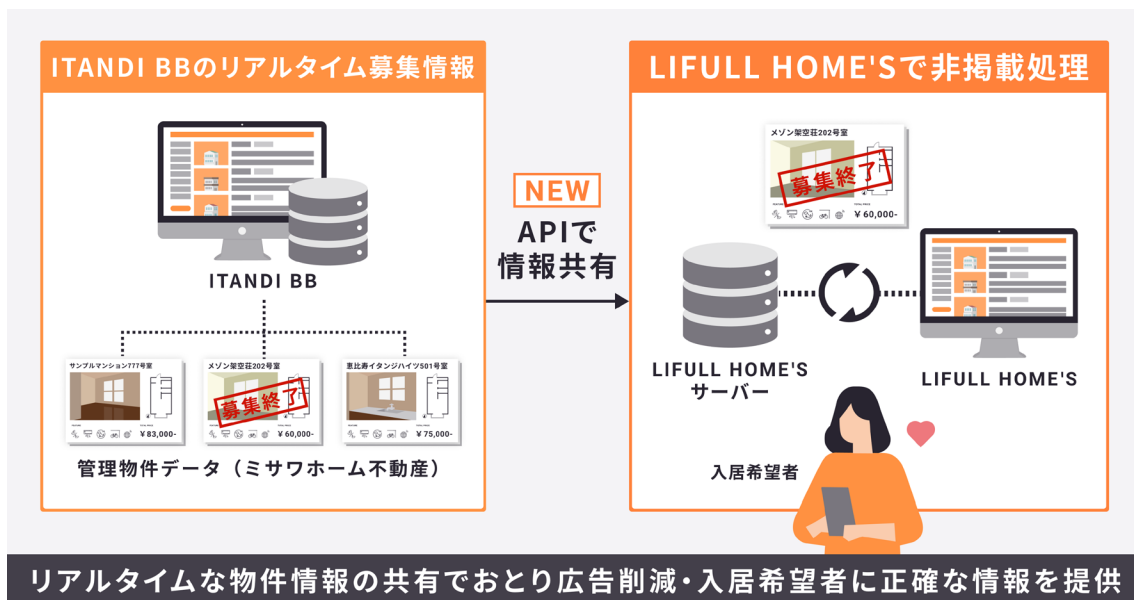 ITANDI BBのリアルタイム募集情報
ITANDI BB
サンプルマンション777号室
¥83,000-
メゾン架空荘202号室
募集終了
¥60,000-
恵比寿イタンジハイツ501号室
¥75,000-
管理物件データ（ミサワホーム不動産）
NEW
APIで
情報共有
LIFULL HOME'Sで非掲載処理
メゾン架空荘202号室
募集終了
¥60,000-
LIFULL HOME'S
サーバー
LIFULL HOME'S
入居希望者
リアルタイムな物件情報の共有でおとり広告削減・入居希望者に正確な情報を提供